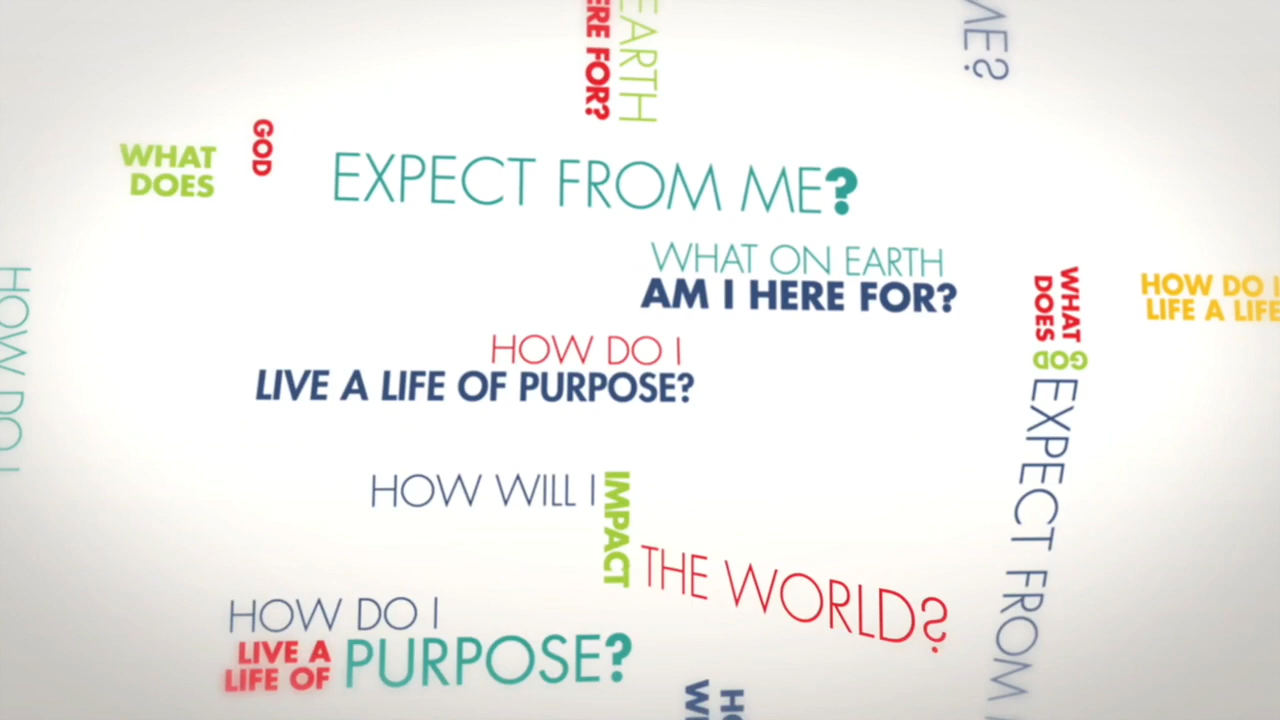 ERE FOR?
EARTH
ME?
WHAT
DOES
GOD
EXPECT FROM ME?
WHAT ON EARTH
AM I HERE FOR?
HOW DO I
LIVE A LIFE OF PURPOSE?
HOW WILL I
IMPACT
THE WORLD?
HOW DO I
LIVE A
LIFE OF
PURPOSE?
HOW DO I
WHAT
DOES
GOD
EXPECT FROM
HOW DO I
LIFE A LIFE